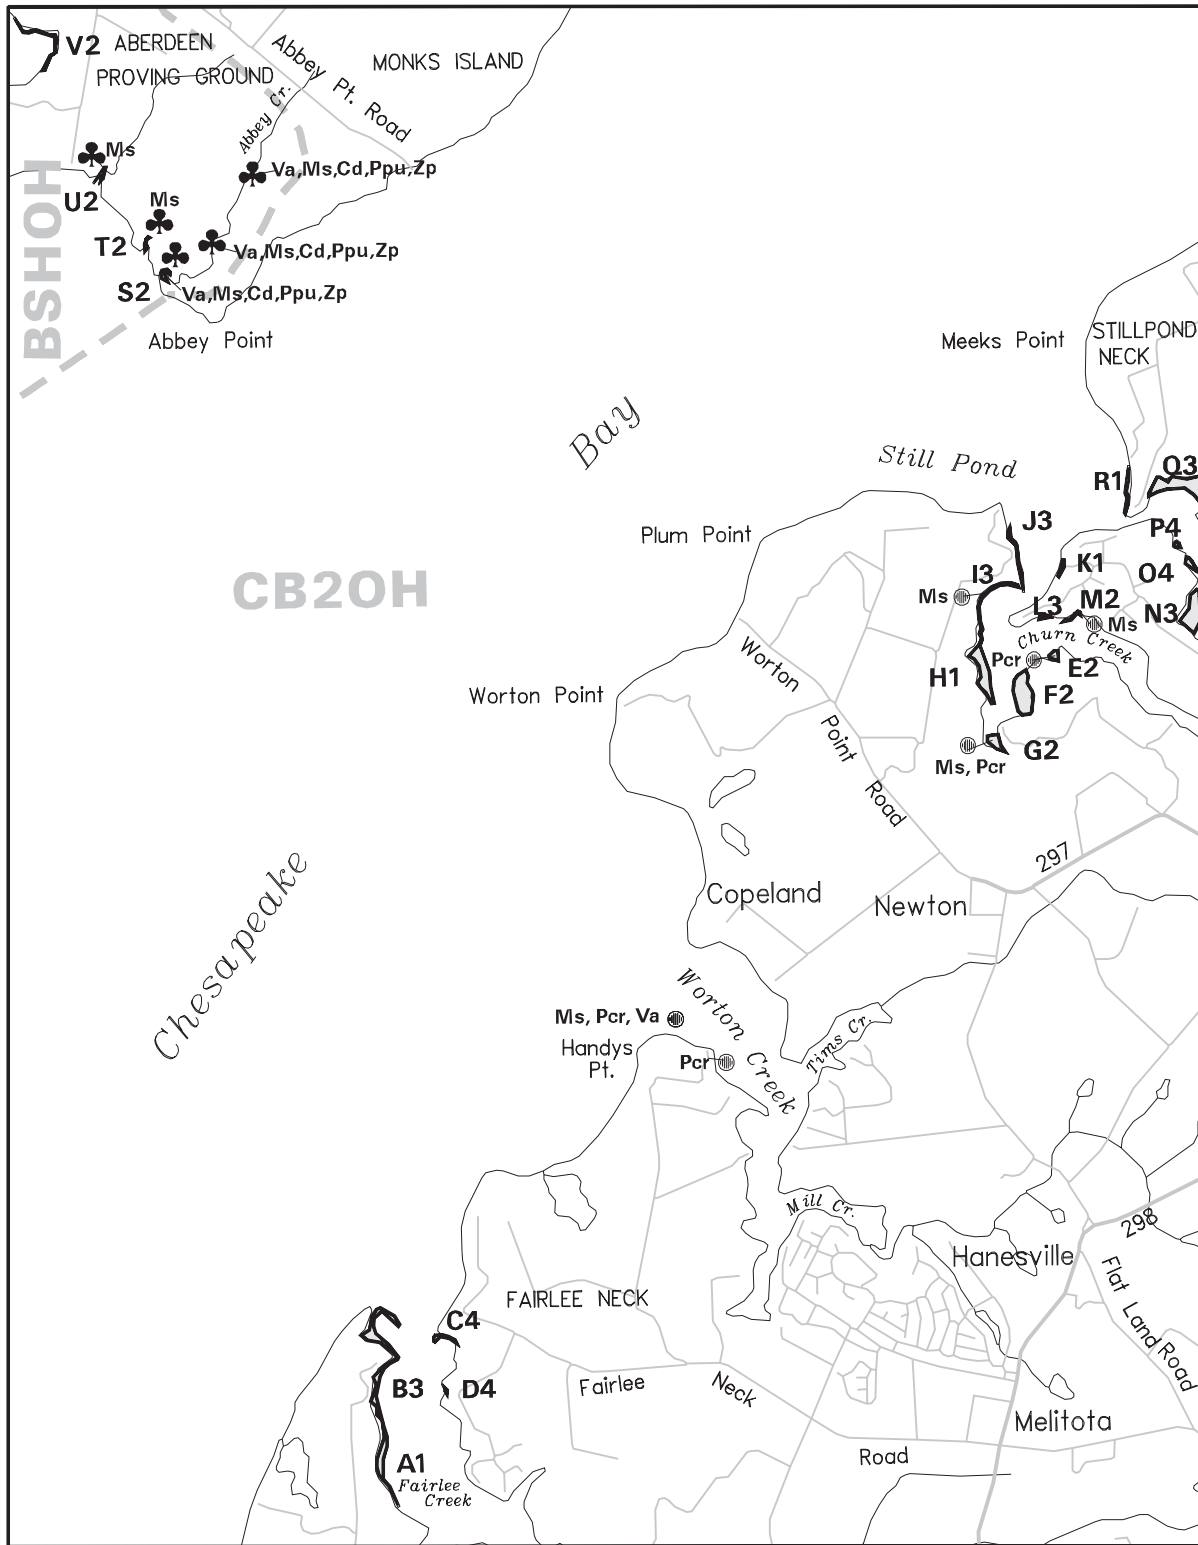 V2
ABERDEEN
PROVING GROUND
MONKS ISLAND
Abbey Pt. Road
Abbey Cr.
Ms
Va,Ms,Cd,Ppu,Zp
U2
Ms
T2
Va,Ms,Cd,Ppu,Zp
S2
Va,Ms,Cd,Ppu,Zp
BSHOH
Abbey Point
Meeks Point
STILLPOND
NECK
Bay
Still Pond
R1
Q3
J3
Plum Point
P4
I3
K1
O4
CB2OH
Ms
L3
M2
N3
Ms
Churn Creek
Pcr
E2
H1
Worton Point
F2
Worton
Point
Road
G2
Ms, Pcr
297
Chesapeake
Copeland
Newton
Worton Creek
Ms, Pcr, Va
Handys
Pt.
Pcr
Tims Cr.
Mill Cr.
298
Hanesville
Flat Land Road
FAIRLEE NECK
C4
B3
D4
Fairlee
Neck
Road
Melitota
A1
Fairlee
Creek